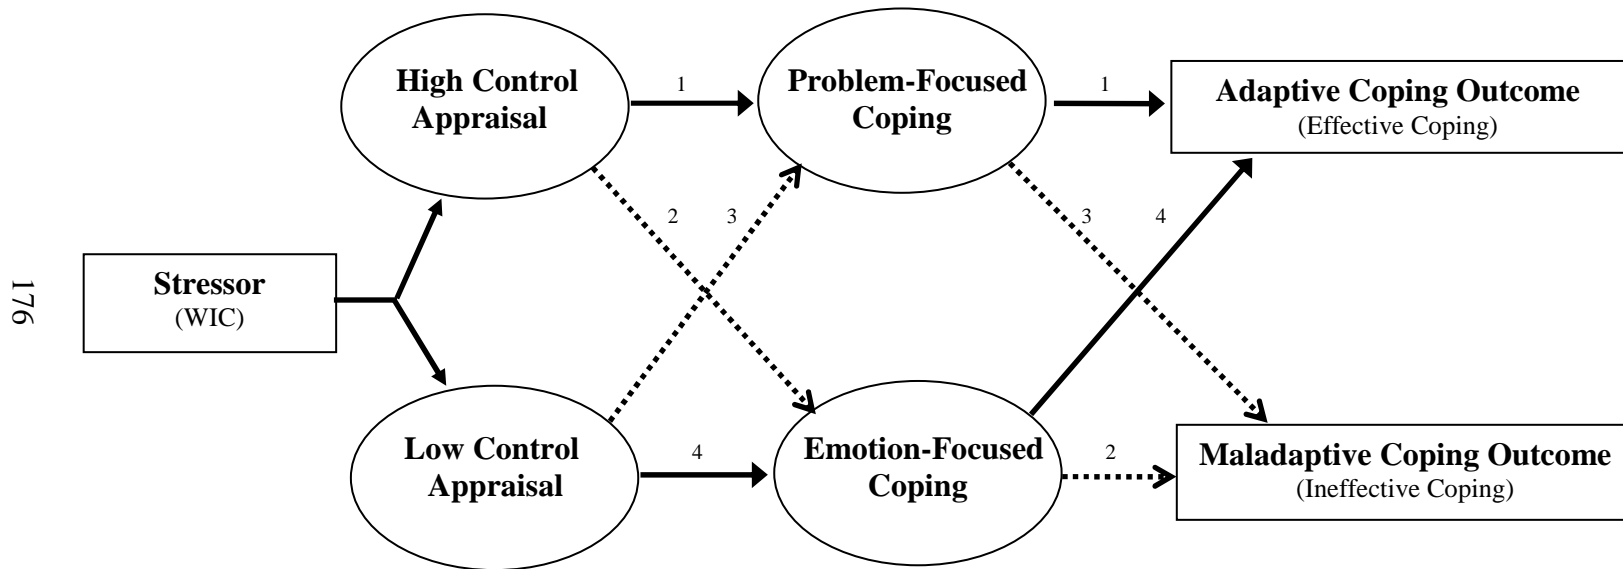 High Control
Appraisal
1
Problem-Focused
Coping
1
Adaptive Coping Outcome
(Effective Coping)
2
3
3
4
Stressor
(WIC)
176
Low Control
Appraisal
4
Emotion-Focused
Coping
2
Maladaptive Coping Outcome
(Ineffective Coping)